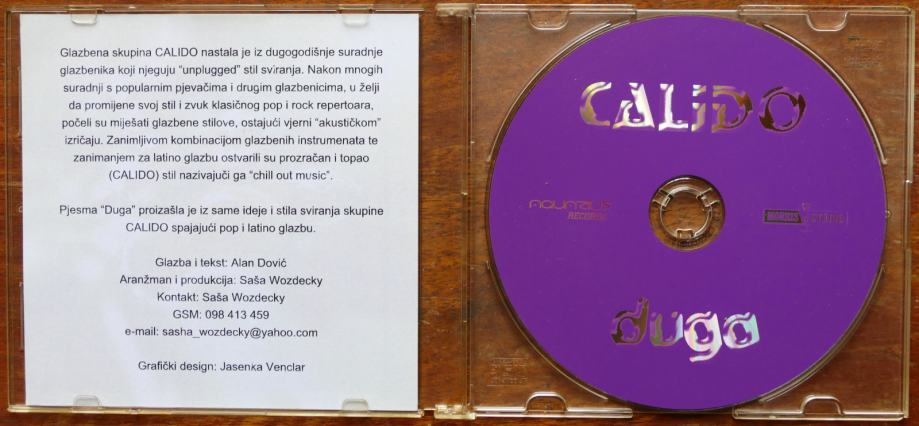 Glazbena skupina CALIDO nastala je iz dugogodišnje suradnje
glazbenika koji njeguju “unplugged” stil sviranja. Nakon mnogih
suradnji s popularnim pjevačima i drugim glazbenicima, u želji
da promijene svoj stil i zvuk klasičnog pop i rock repertoara,
počeli su miješati glazbene stilove, ostajući vjerni “akustičkom”
izričaju. Zanimljivom kombinacijom glazbenih instrumenata te
zanimanjem za latino glazbu ostvarili su prozračan i topao
(CALIDO) stil nazivajući ga “chill out music”.
Pjesma “Duga” proizašla je iz same ideje i stila sviranja skupine
CALIDO spajajući pop i latino glazbu.
Glazba i tekst: Alan Dović
Aranžman i produkcija: Saša Wozdecky
Kontakt: Saša Wozdecky
GSM: 098 413 459
e-mail: sasha_wozdecky@yahoo.com
Grafički design: Jasenka Venclar
CALIDO
RECORDS
MORRIS STUDIO
duga